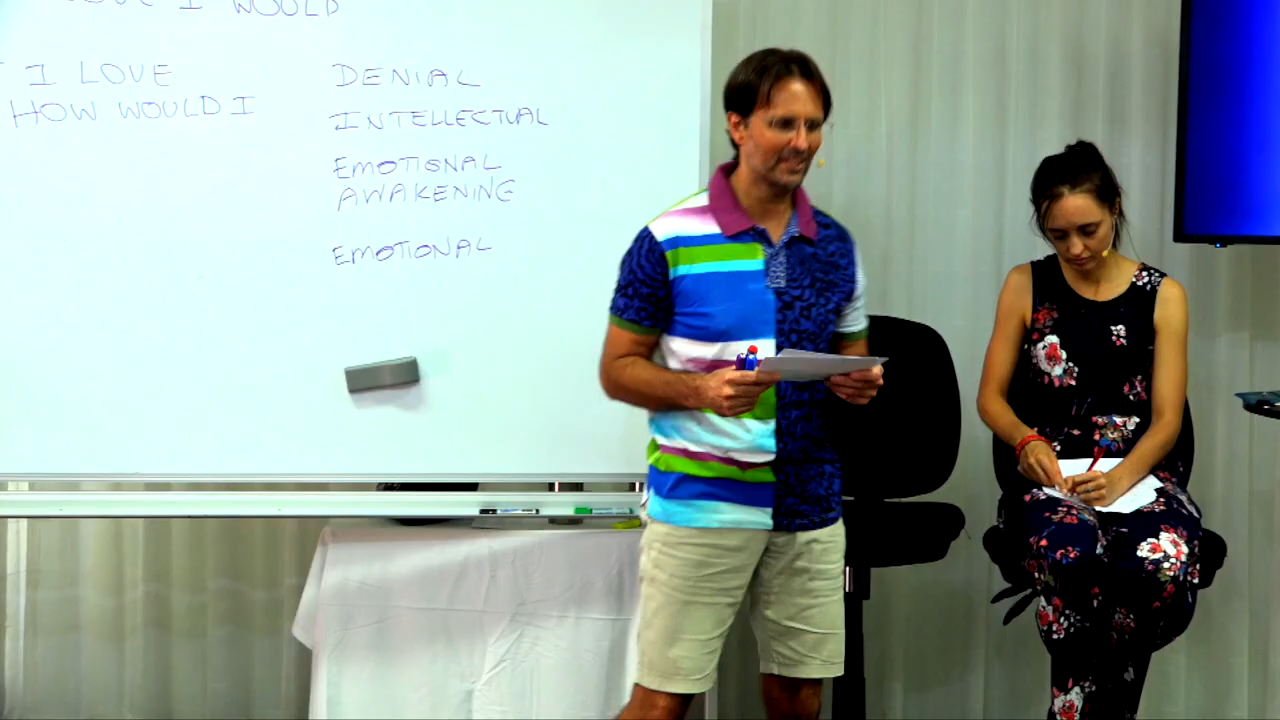 I WOULD
I LOVE
HOW WOULD I
DENIAL
INTELLECTUAL
EMOTIONAL
AWAKENING
EMOTIONAL